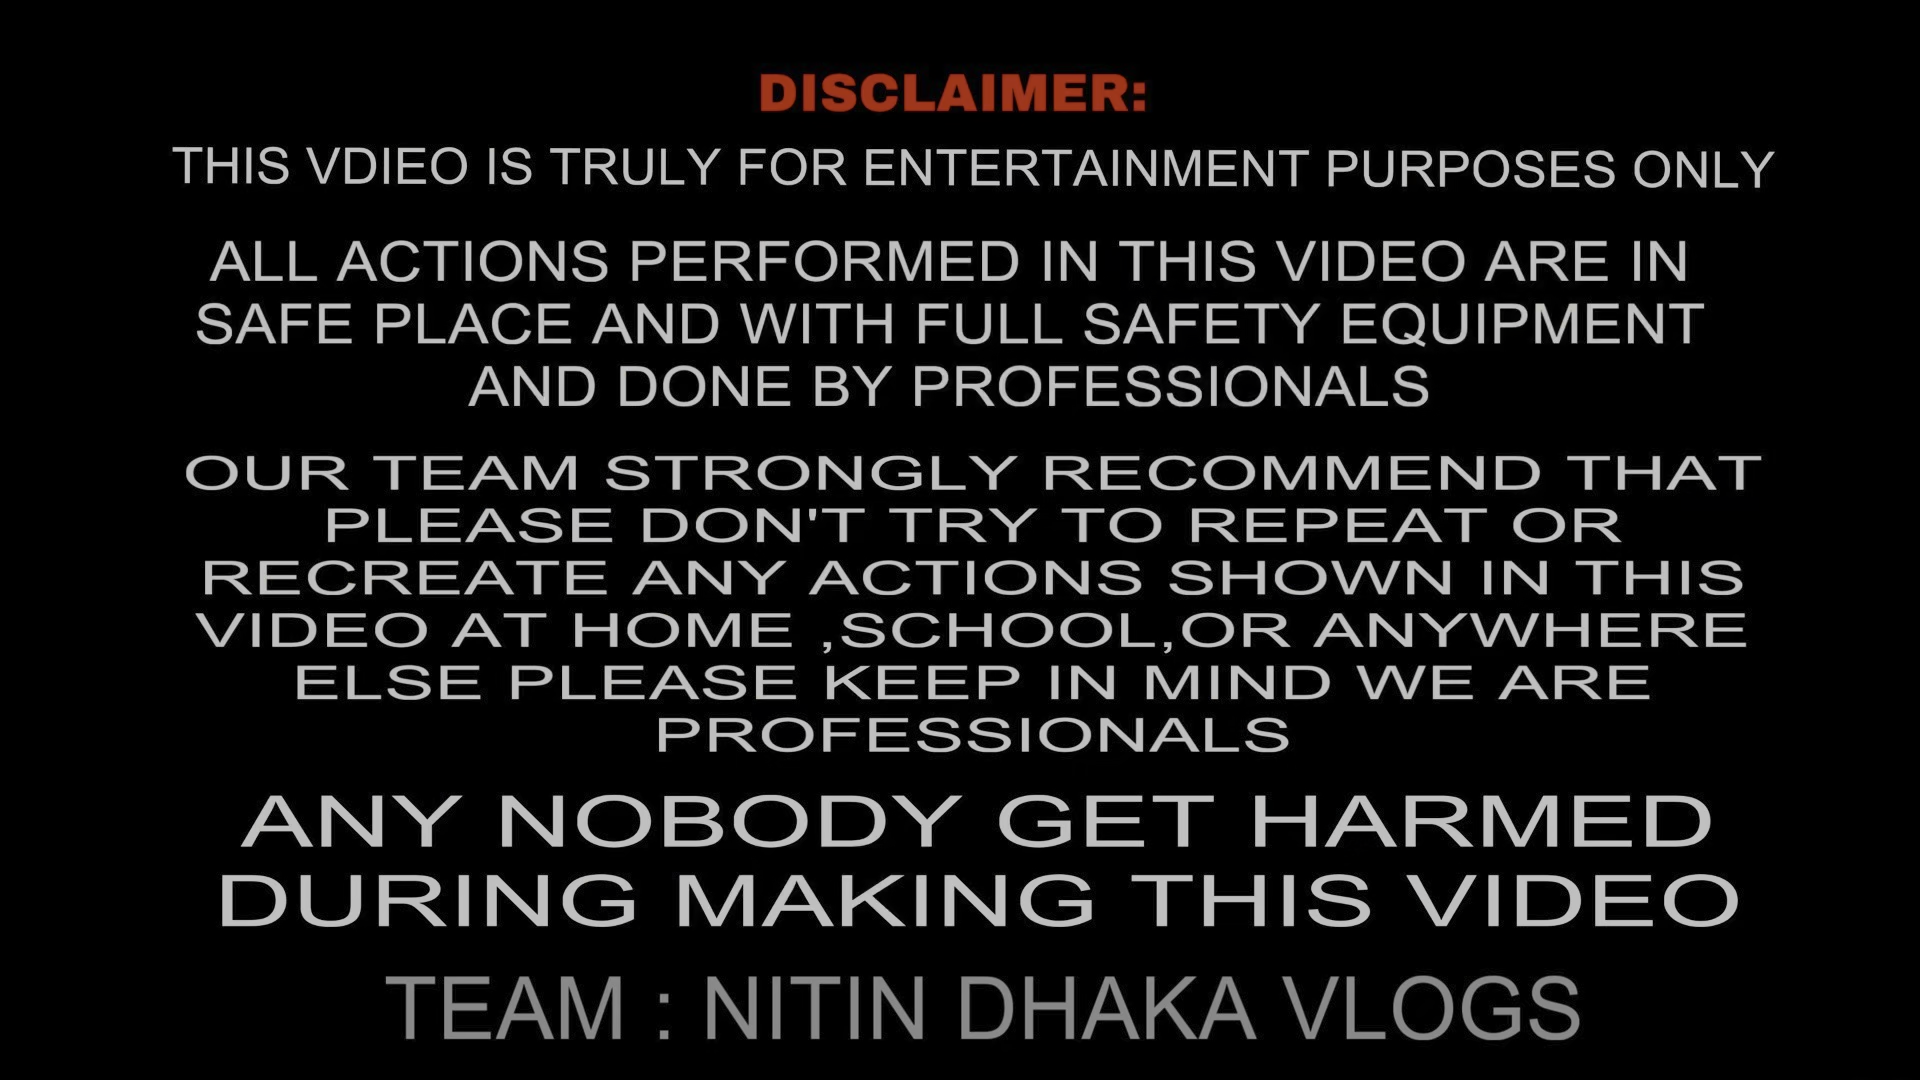 DISCLAIMER:
THIS VDIEO IS TRULY FOR ENTERTAINMENT PURPOSES ONLY
ALL ACTIONS PERFORMED IN THIS VIDEO ARE IN
SAFE PLACE AND WITH FULL SAFETY EQUIPMENT
AND DONE BY PROFESSIONALS
OUR TEAM STRONGLY RECOMMEND THAT
PLEASE DON'T TRY TO REPEAT OR
RECREATE ANY ACTIONS SHOWN IN THIS
VIDEO AT HOME ,SCHOOL,OR ANYWHERE
ELSE PLEASE KEEP IN MIND WE ARE
PROFESSIONALS
ANY NOBODY GET HARMED
DURING MAKING THIS VIDEO
TEAM : NITIN DHAKA VLOGS